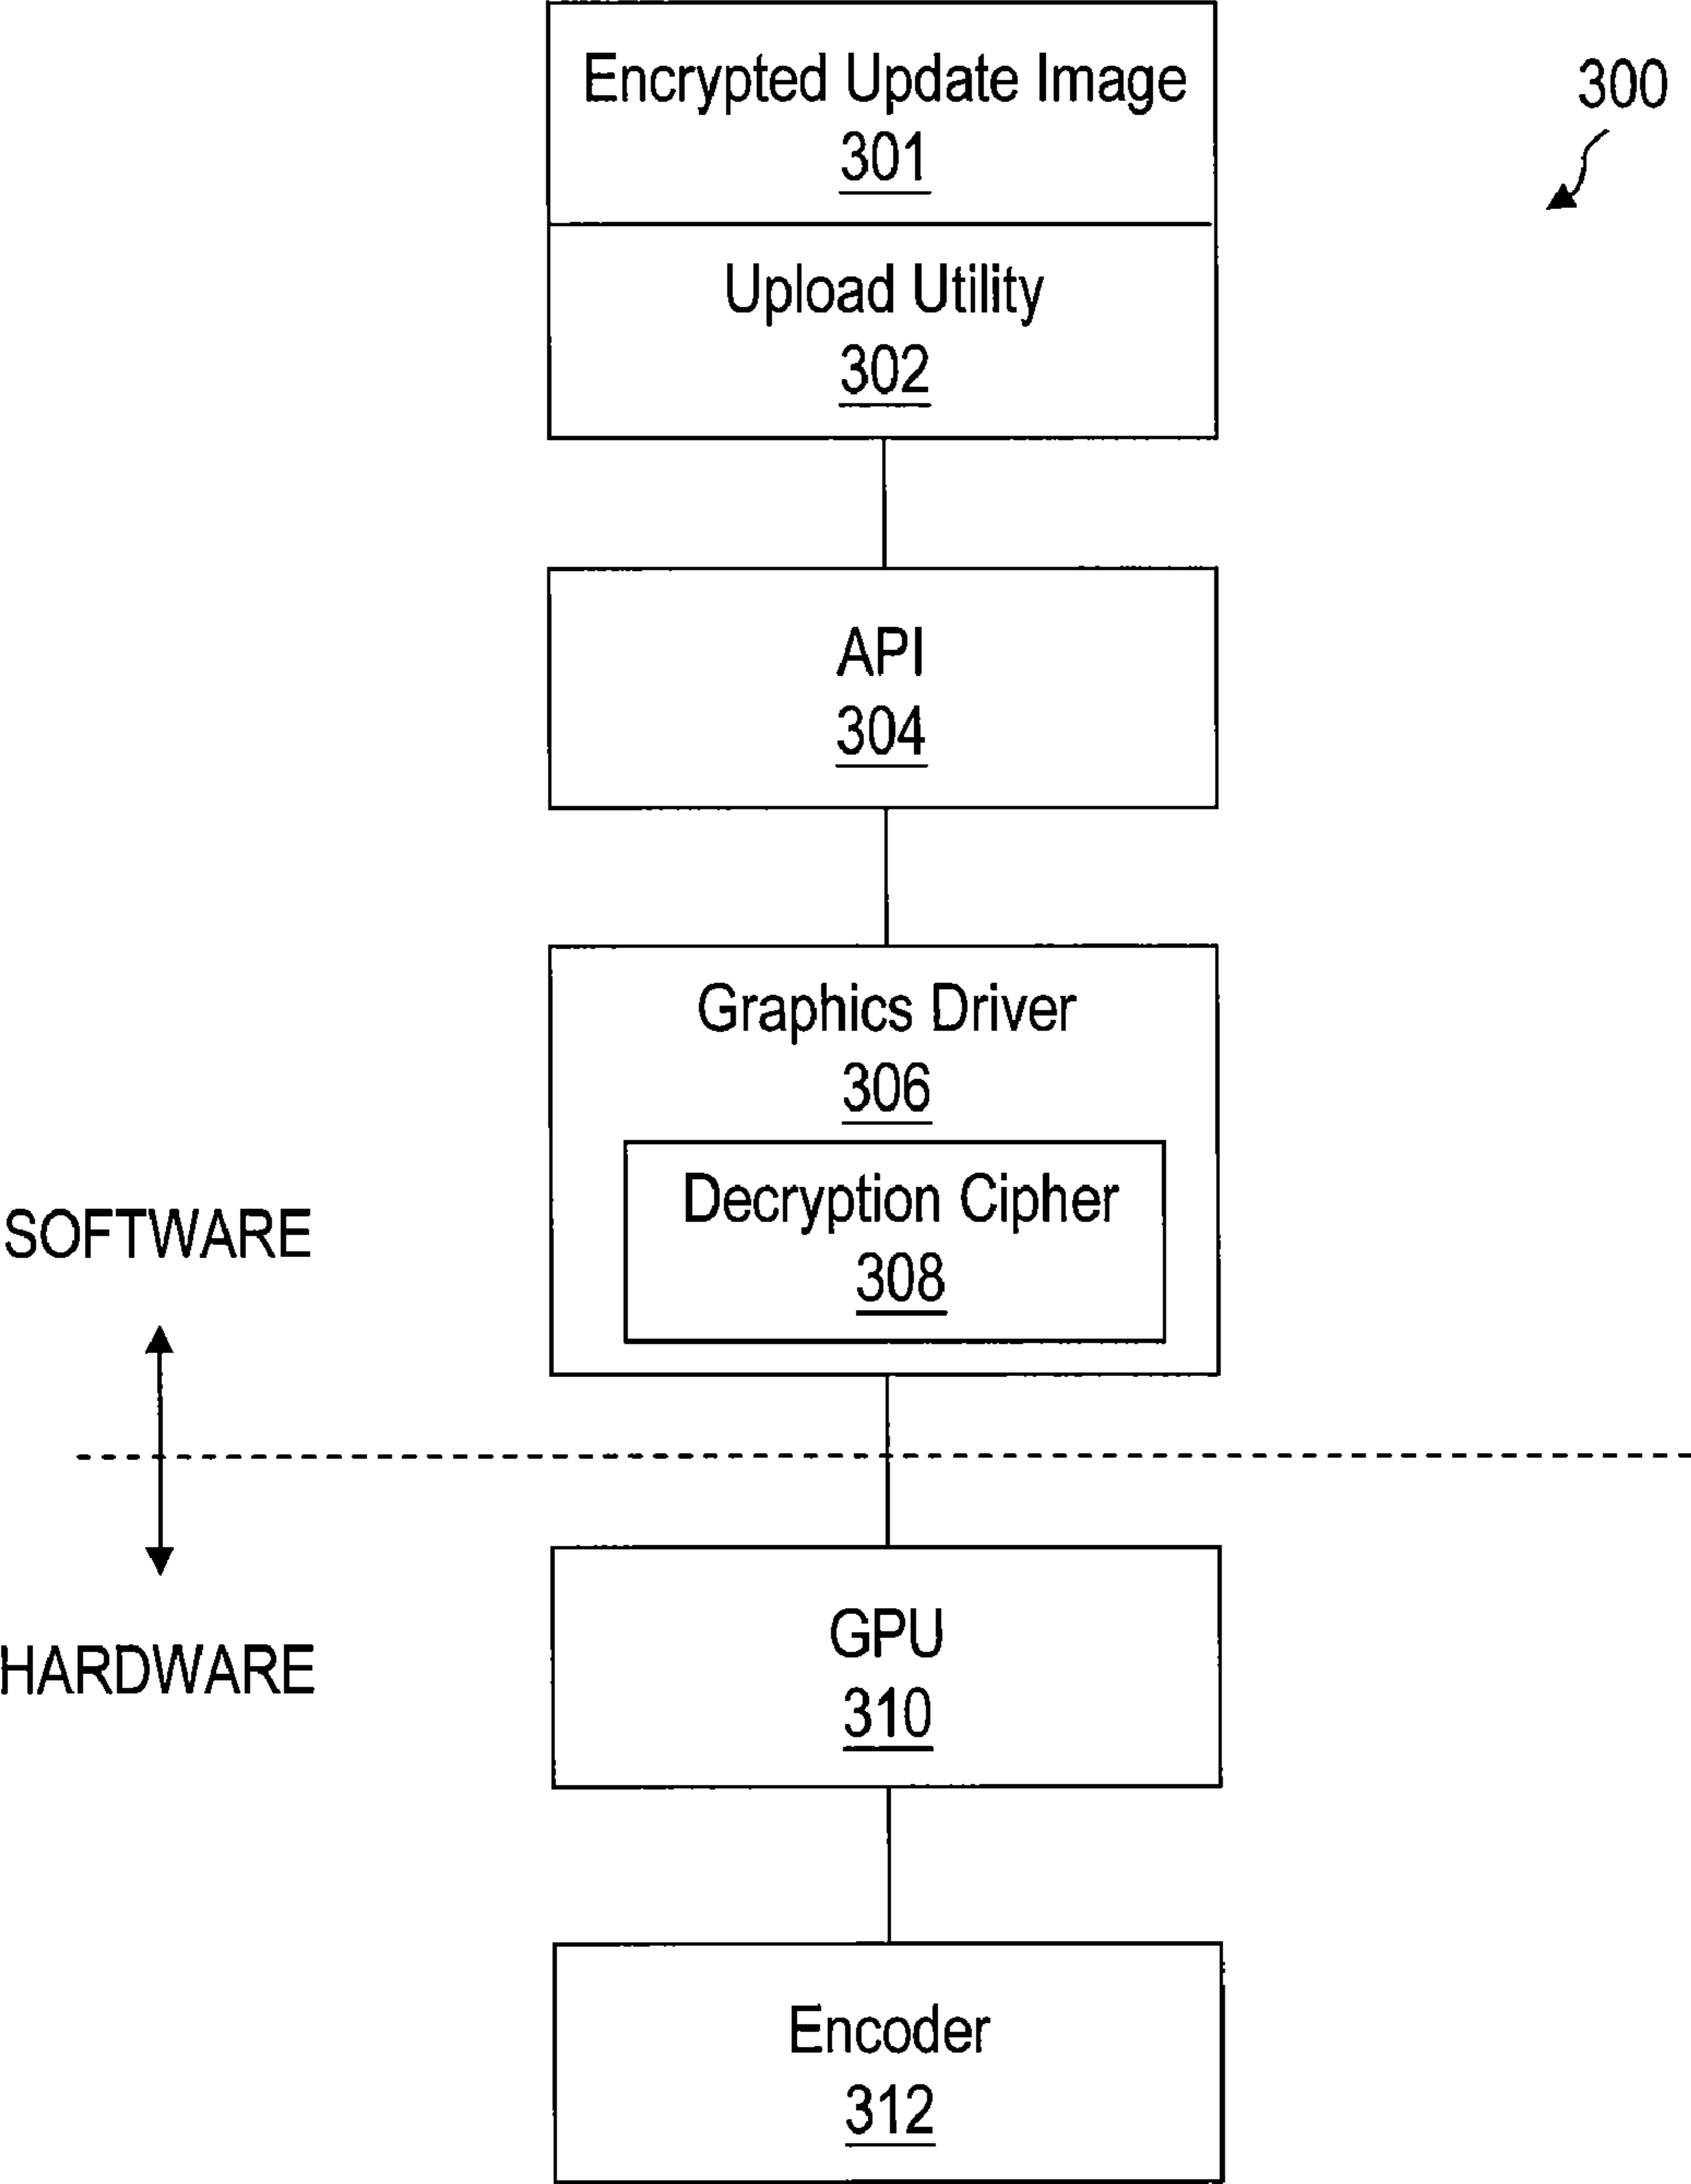 Encrypted Update Image
301
300
Upload Utility
302
API
304
Graphics Driver
306
Decryption Cipher
308
SOFTWARE
HARDWARE
GPU
310
Encoder
312